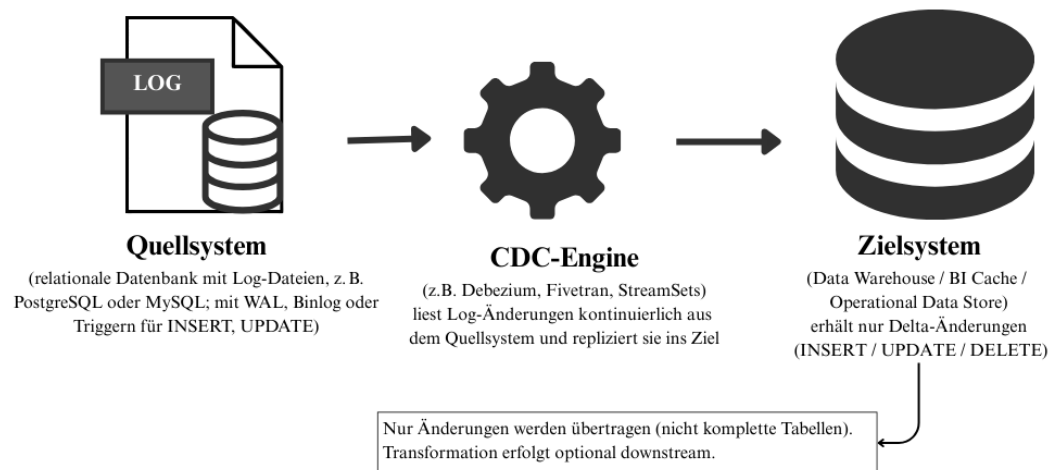 LOG
Quellsystem
(relationale Datenbank mit Log-Dateien, z. B.
PostgreSQL oder MySQL; mit WAL, Binlog oder
Triggern für INSERT, UPDATE)
CDC-Engine
(z.B. Debezium, Fivetran, StreamSets)
liest Log-Änderungen kontinuierlich aus
dem Quellsystem und repliziert sie ins Ziel
Zielsystem
(Data Warehouse / BI Cache /
Operational Data Store)
erhält nur Delta-Änderungen
(INSERT / UPDATE / DELETE)
Nur Änderungen werden übertragen (nicht komplette Tabellen).
Transformation erfolgt optional downstream.